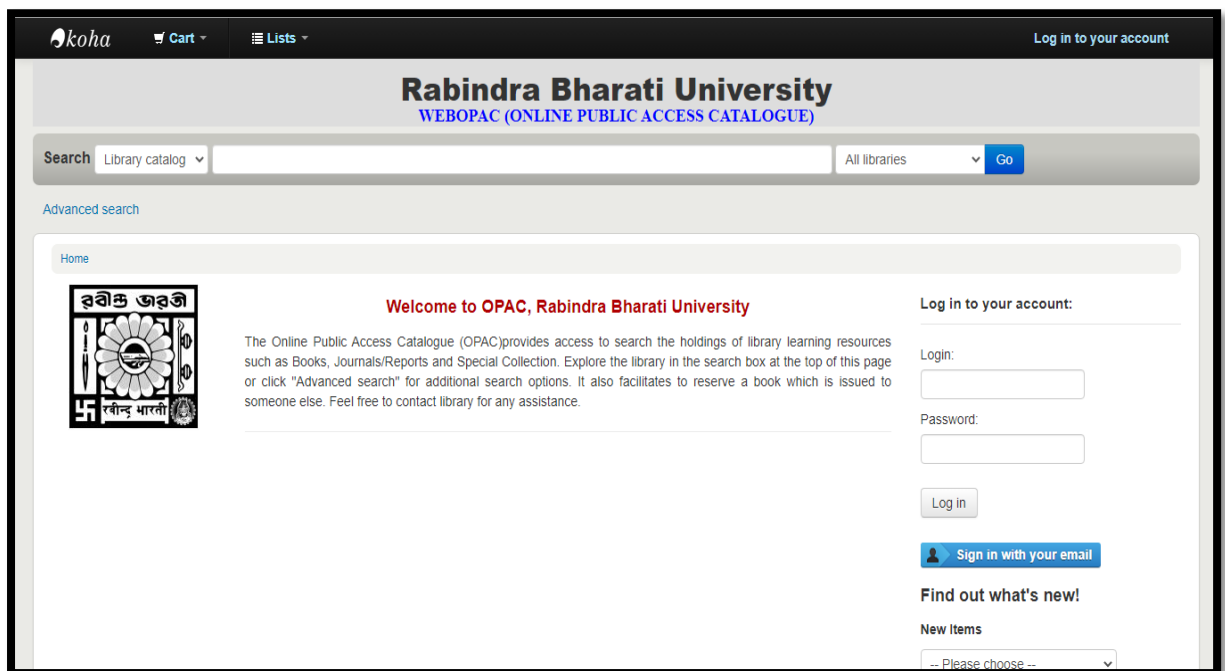 koha Cart Lists Log in to your account
Rabindra Bharati University
WEBOPAC (ONLINE PUBLIC ACCESS CATALOGUE)
Search Library catalog All libraries Go
Advanced search
Home
রবীন্দ্র ভারতী
रवीन्द्र भारती
Welcome to OPAC, Rabindra Bharati University
The Online Public Access Catalogue (OPAC)provides access to search the holdings of library learning resources
such as Books, Journals/Reports and Special Collection. Explore the library in the search box at the top of this page
or click "Advanced search" for additional search options. It also facilitates to reserve a book which is issued to
someone else. Feel free to contact library for any assistance.
Log in to your account:
Login:
Password:
Log in
Sign in with your email
Find out what's new!
New Items
-- Please choose --